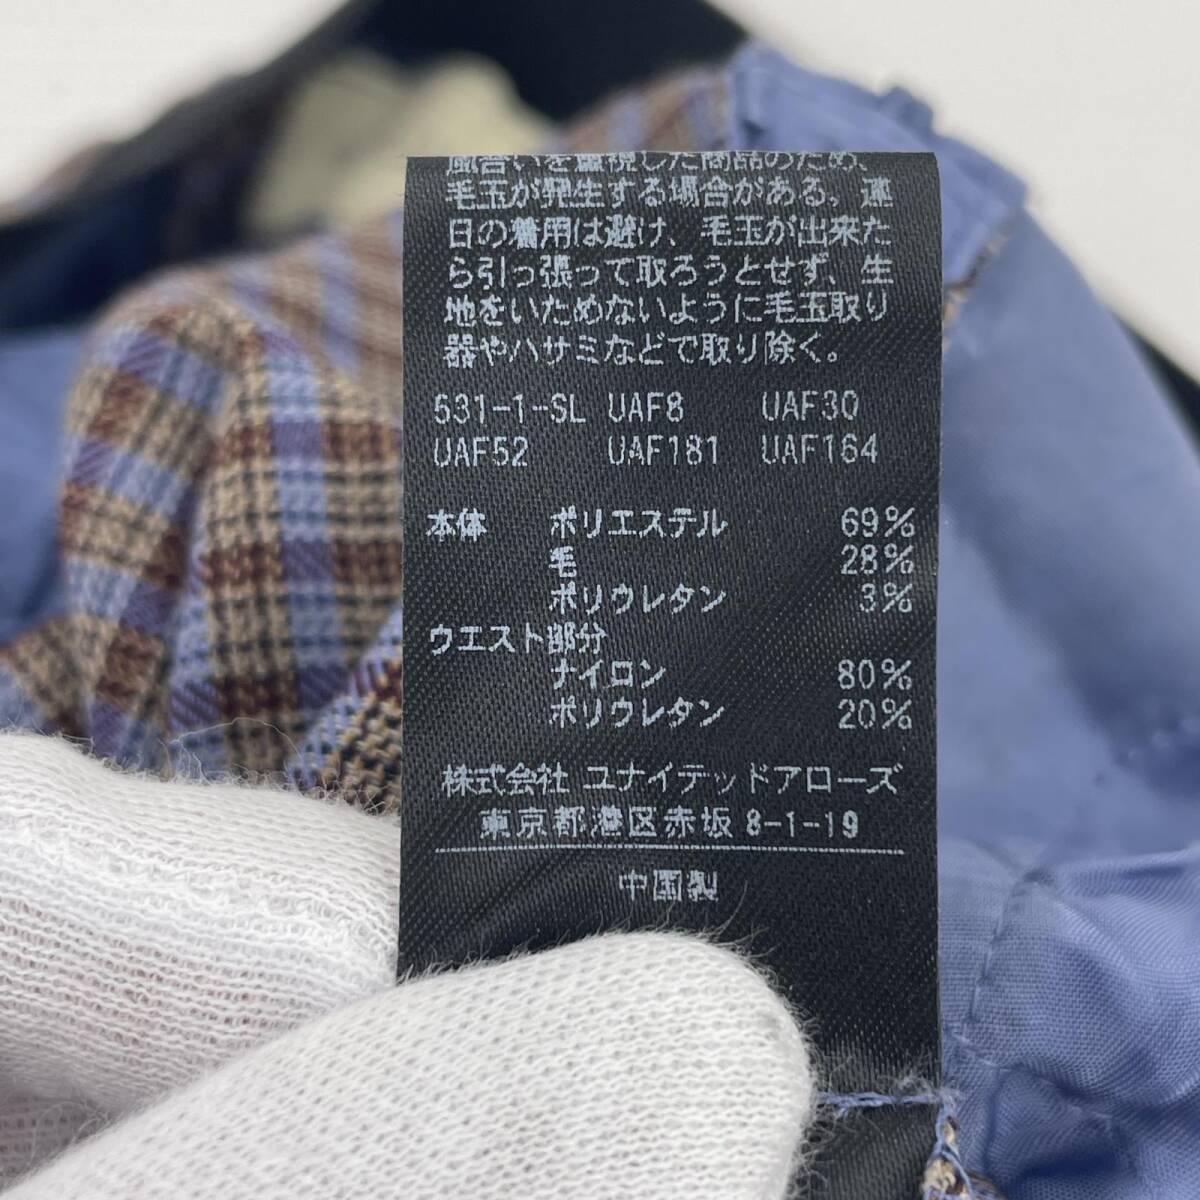 風合いを重視した商品のため、
毛玉が発生する場合がある。連
日の着用は避け、毛玉が出来た
ら引っ張って取ろうとせず、生
地をいためないように毛玉取り
器やハサミなどで取り除く。
531-1-SL UAF8 UAF30
UAF52 UAF181 UAF164
本体 ポリエステル 69%
毛 28%
ポリウレタン 3%
ウエスト部分
ナイロン 80%
ポリウレタン 20%
株式会社 ユナイテッドアローズ
東京都港区赤坂8-1-19
中国製